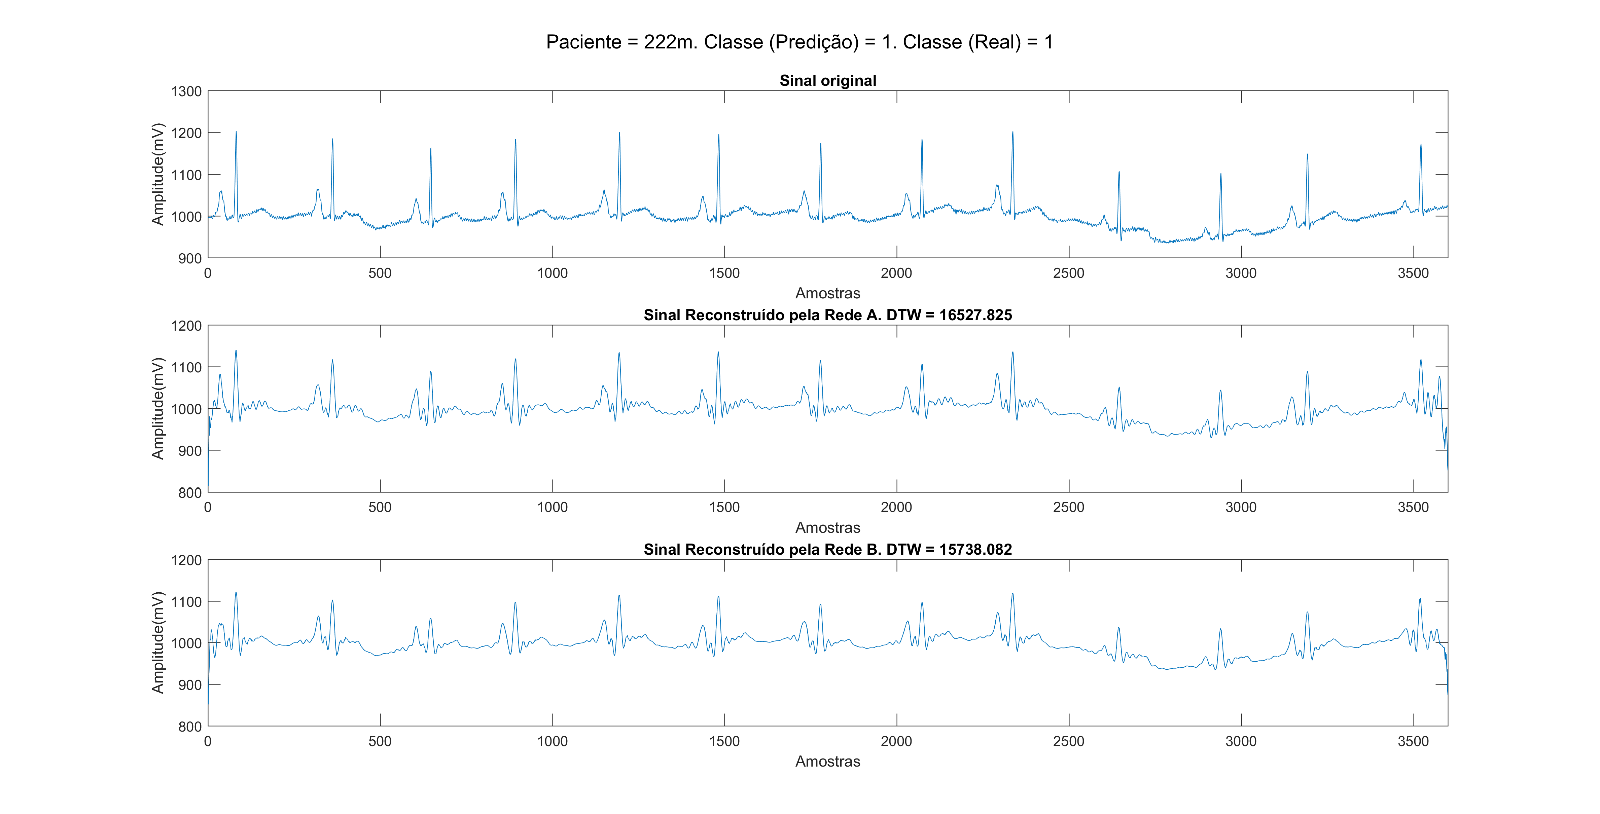 Paciente = 222m. Classe (Predição) = 1. Classe (Real) = 1
Sinal original
1300
1200
1100
1000
900
Amplitude(mV)
0 500 1000 1500 2000 2500 3000 3500
Amostras
Sinal Reconstruído pela Rede A. DTW = 16527.825
1200
1100
1000
900
800
Amplitude(mV)
0 500 1000 1500 2000 2500 3000 3500
Amostras
Sinal Reconstruído pela Rede B. DTW = 15738.082
1200
1100
1000
900
800
Amplitude(mV)
0 500 1000 1500 2000 2500 3000 3500
Amostras